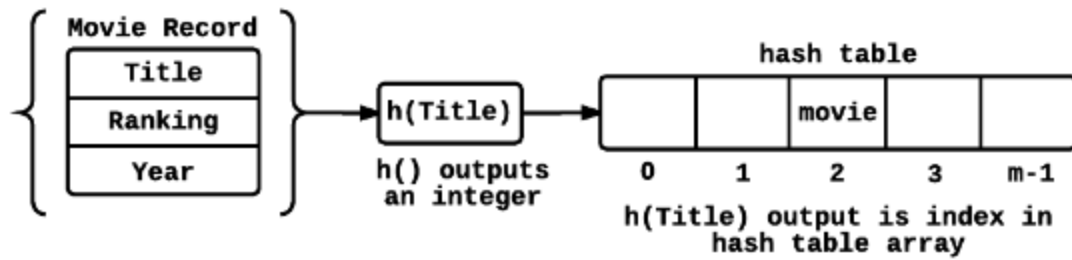 Movie Record
Title
Ranking
Year
h(Title)
h() outputs
an integer
hash table
movie
0 1 2 3 m-1
h(Title) output is index in
hash table array